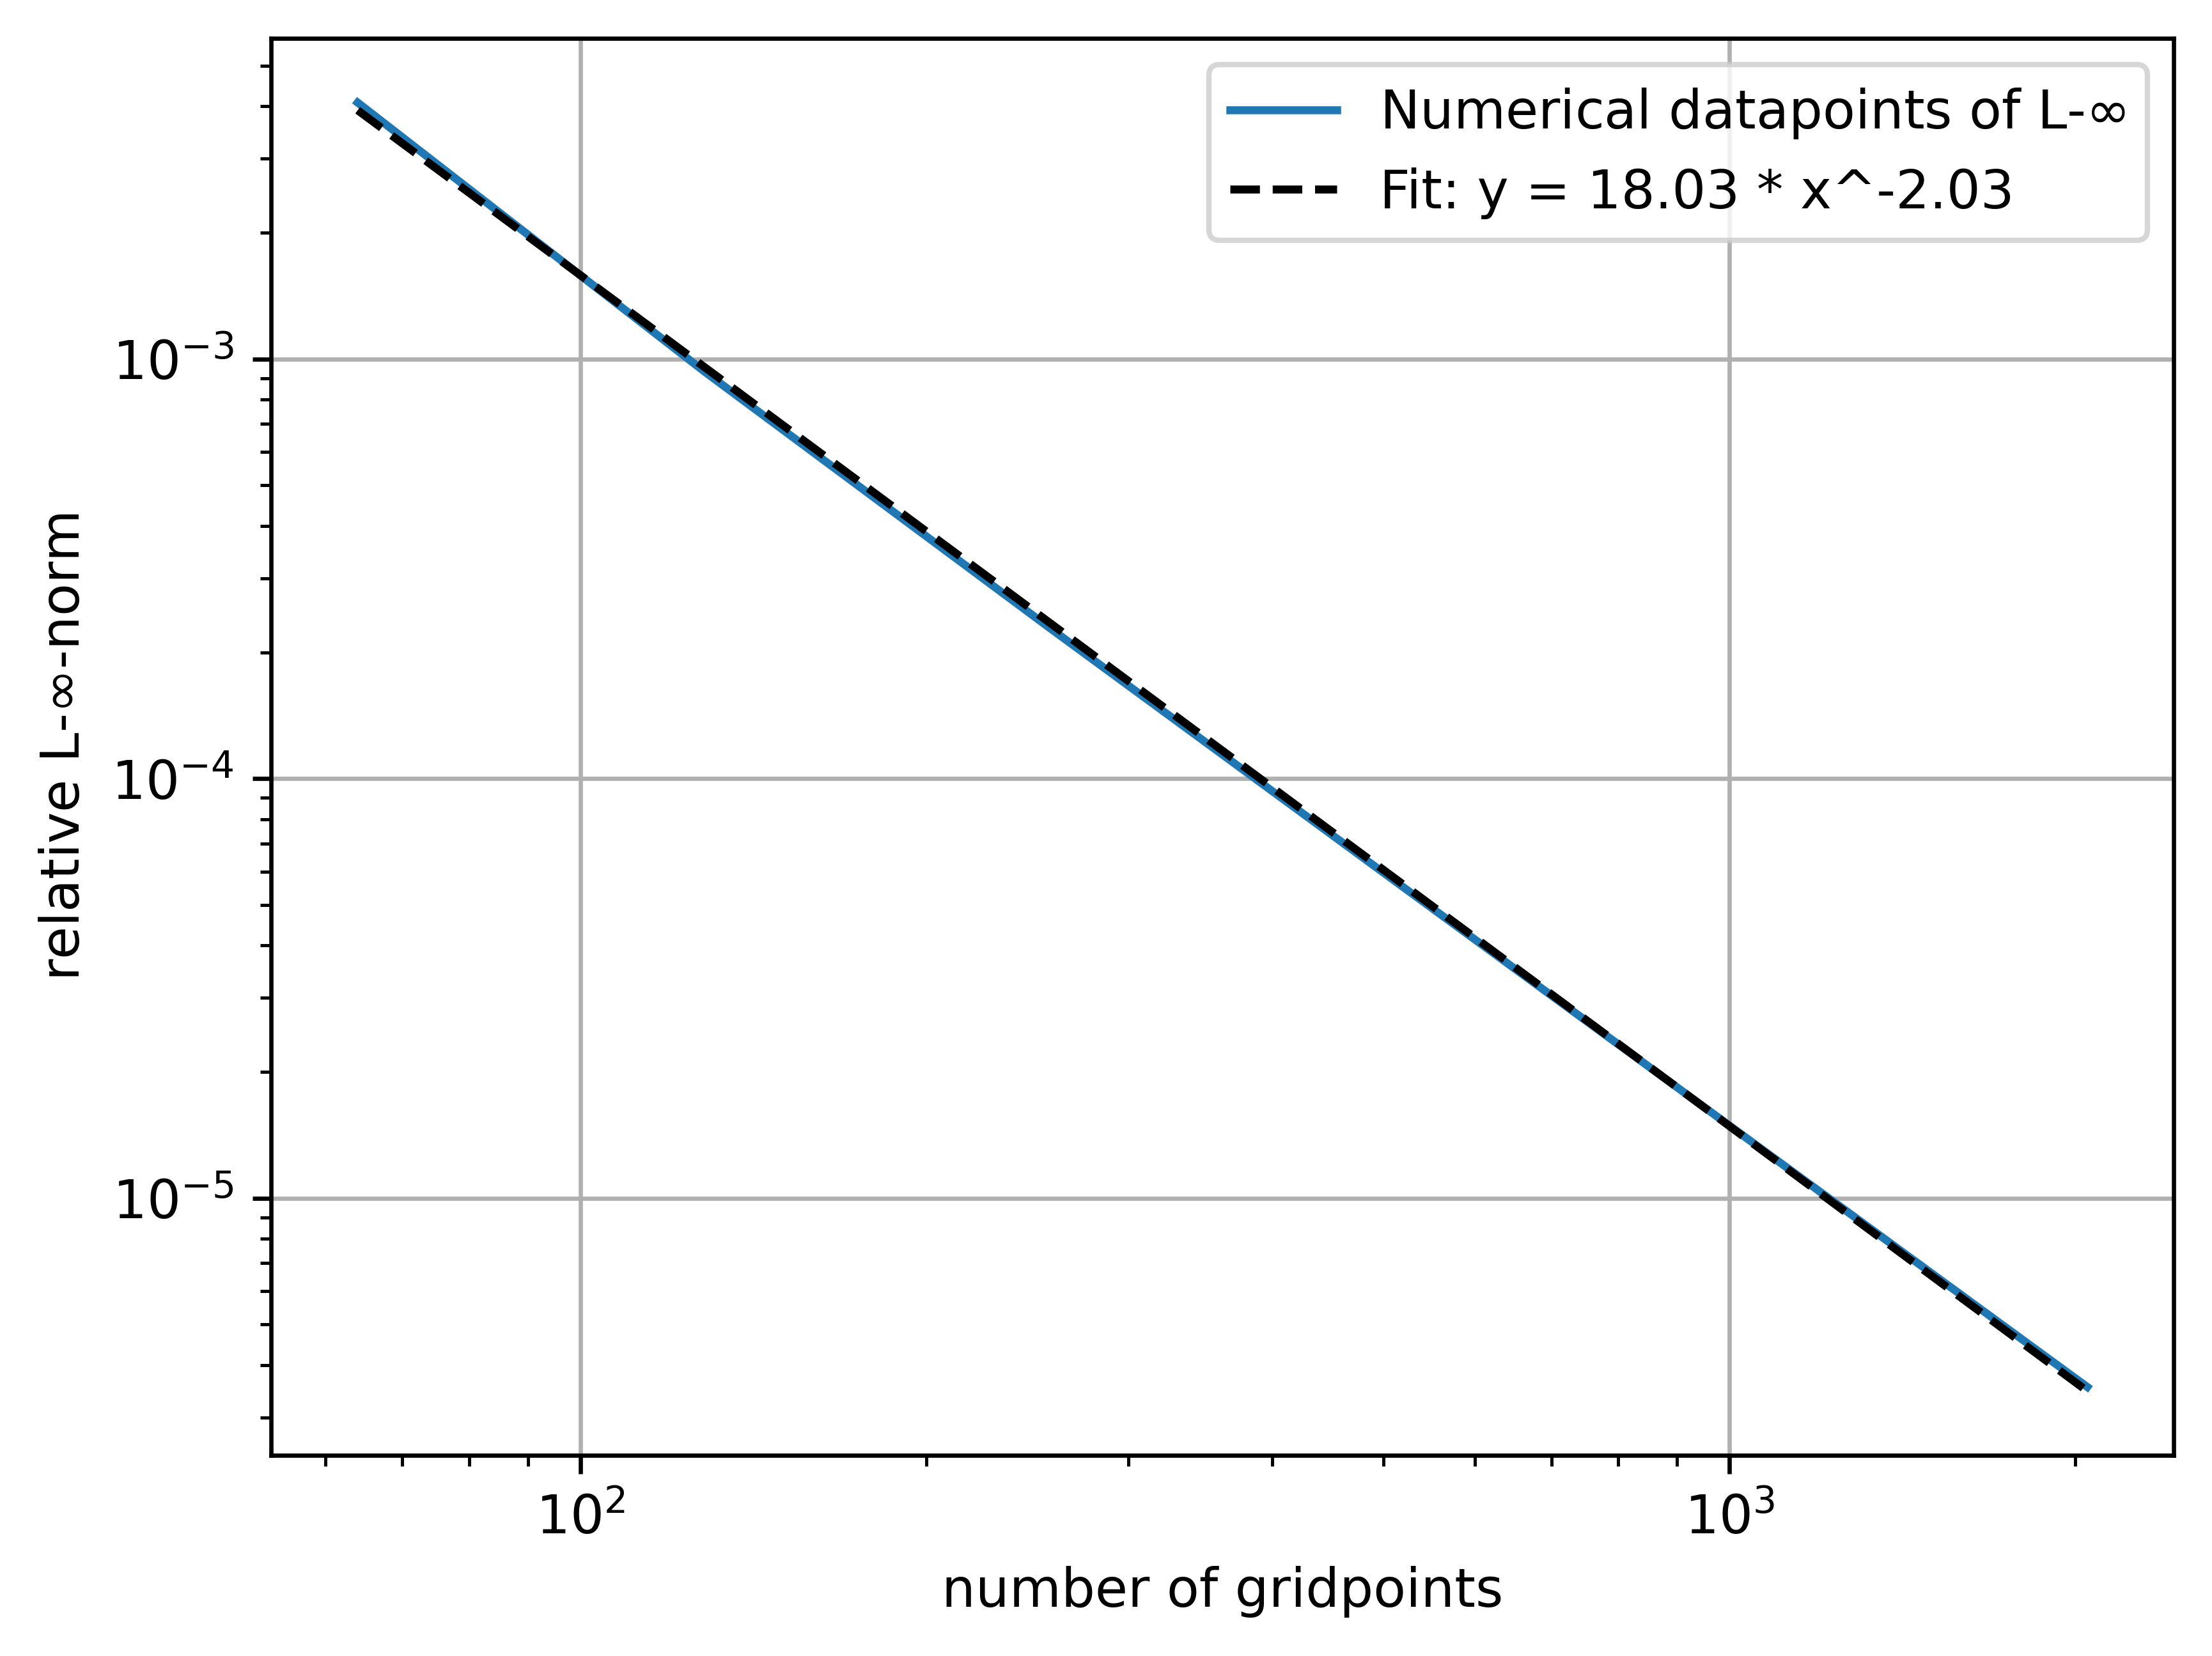 Numerical datapoints of L-∞
Fit: y = 18.03 * x^-2.03
10⁻³
10⁻⁴
10⁻⁵
relative L-∞-norm
10² 10³
number of gridpoints